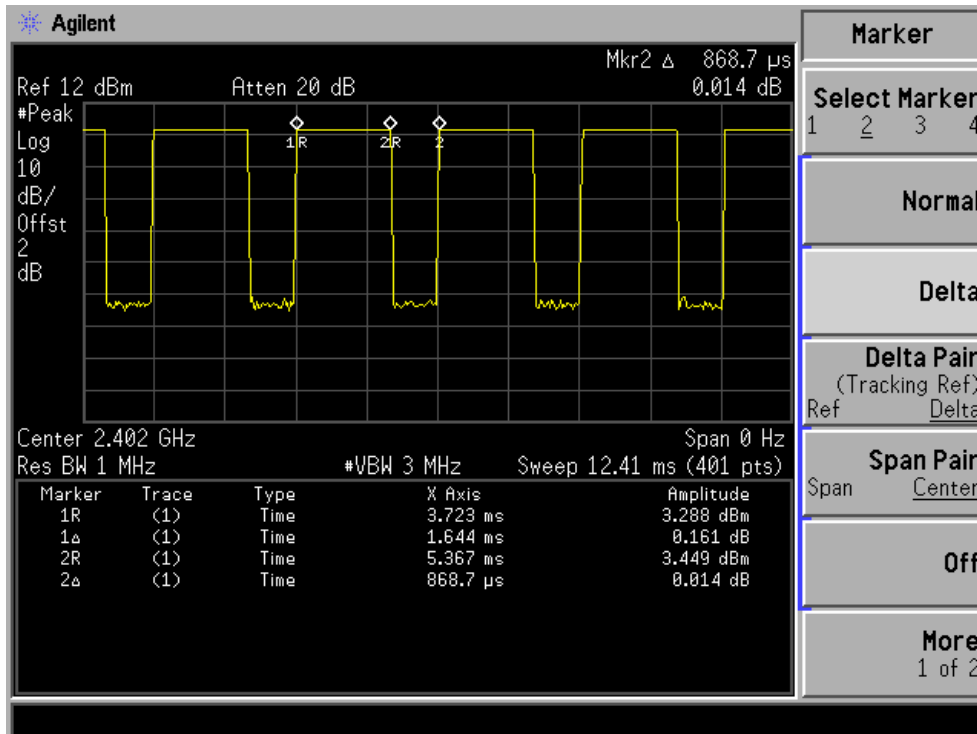 Agilent
Mkr2 Δ 868.7 µs
Ref 12 dBm Atten 20 dB 0.014 dB
#Peak
Log
10
dB/
Offst
2
dB
1R 2R 2
Center 2.402 GHz Span 0 Hz
Res BW 1 MHz #VBW 3 MHz Sweep 12.41 ms (401 pts)
Marker Trace Type X Axis Amplitude
1R (1) Time 3.723 ms 3.288 dBm
1Δ (1) Time 1.644 ms 0.161 dB
2R (1) Time 5.367 ms 3.449 dBm
2Δ (1) Time 868.7 µs 0.014 dB
Marker
Select Marker
1 2 3 4
Normal
Delta
Delta Pair
(Tracking Ref)
Ref Delta
Span Pair
Span Center
Off
More
1 of 2